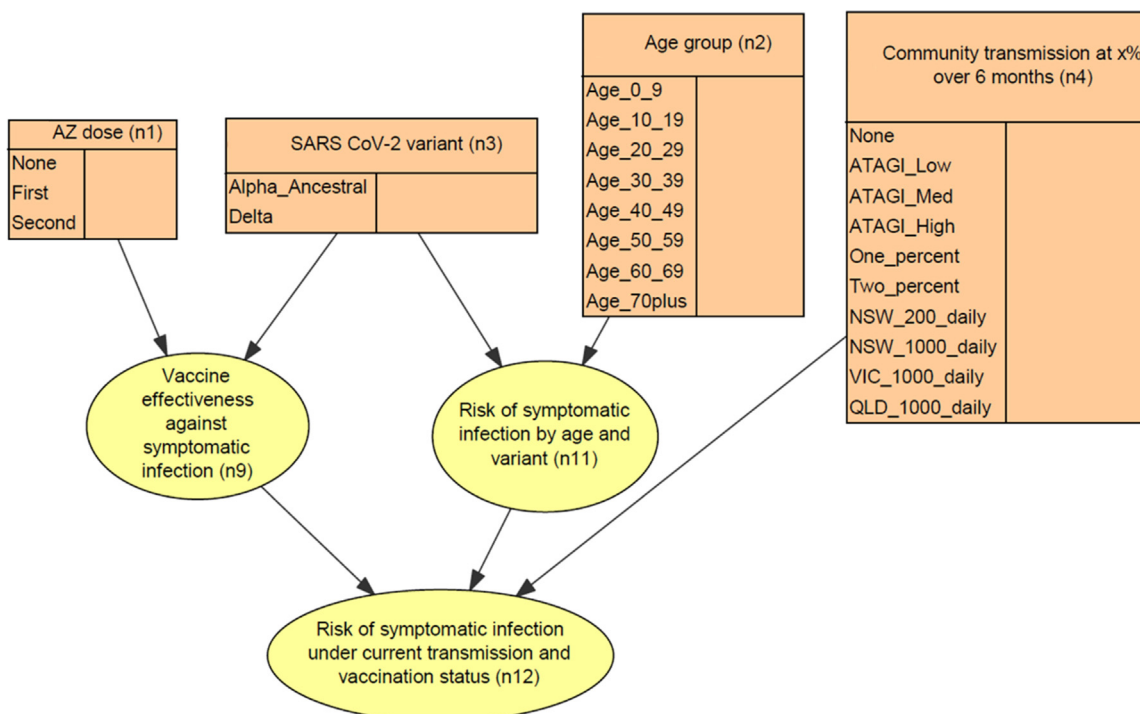 AZ dose (n1)
None
First
Second
SARS CoV-2 variant (n3)
Alpha_Ancestral
Delta
Age group (n2)
Age_0_9
Age_10_19
Age_20_29
Age_30_39
Age_40_49
Age_50_59
Age_60_69
Age_70plus
Community transmission at x%
over 6 months (n4)
None
ATAGI_Low
ATAGI_Med
ATAGI_High
One_percent
Two_percent
NSW_200_daily
NSW_1000_daily
VIC_1000_daily
QLD_1000_daily
Vaccine
effectiveness
against
symptomatic
infection (n9)
Risk of symptomatic
infection by age and
variant (n11)
Risk of symptomatic infection
under current transmission and
vaccination status (n12)